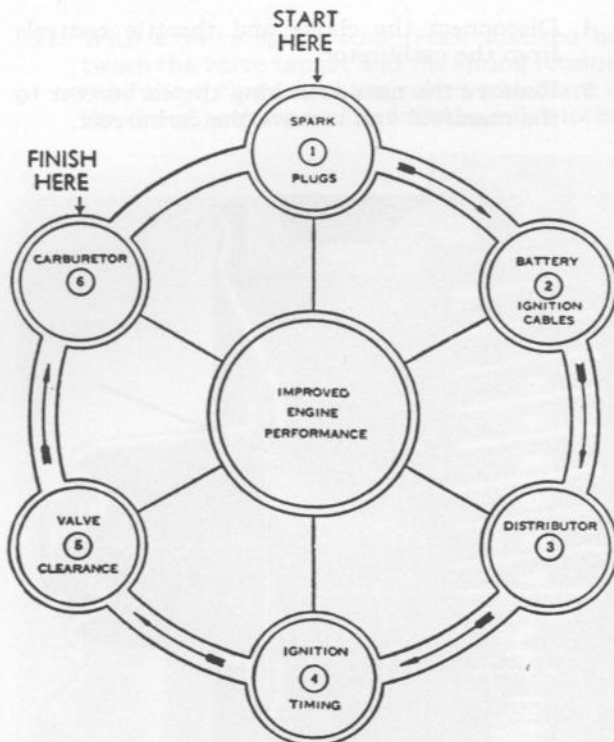 START
HERE
SPARK
1
PLUGS
FINISH
HERE
CARBURETOR
6
BATTERY
2
IGNITION
CABLES
IMPROVED
ENGINE
PERFORMANCE
VALVE
5
CLEARANCE
DISTRIBUTOR
3
IGNITION
4
TIMING